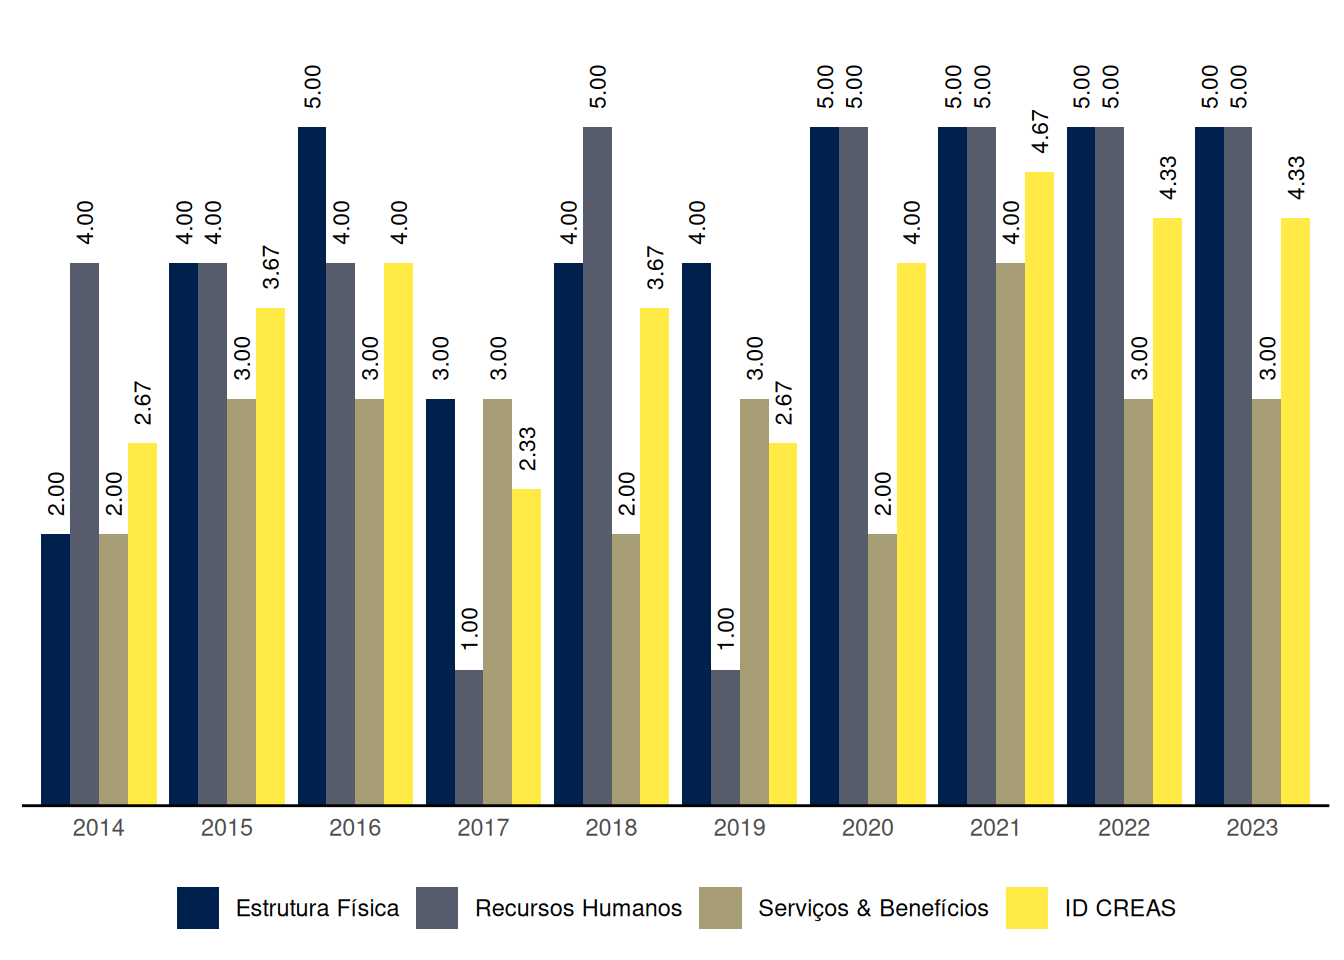 5.00 5.00 5.00 5.00 5.00 5.00 5.00 5.00 5.00 5.00
4.67
4.33 4.33
4.00 4.00 4.00 4.00 4.00 4.00 4.00 4.00 4.00
3.67 3.67
3.00 3.00 3.00 3.00 3.00 3.00 3.00
2.67 2.67
2.33
2.00 2.00 2.00 2.00
1.00 1.00
2014 2015 2016 2017 2018 2019 2020 2021 2022 2023
Estrutura Física Recursos Humanos Serviços & Benefícios ID CREAS